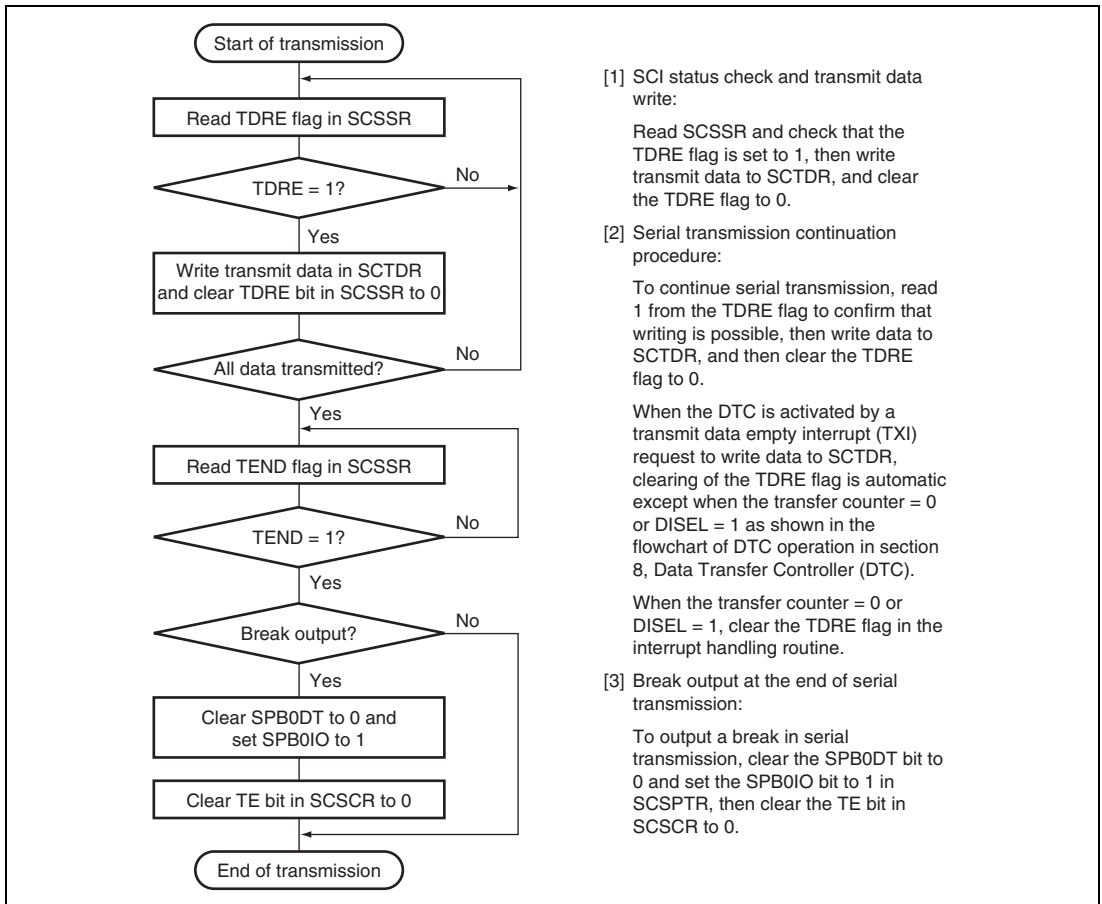 Start of transmission
Read TDRE flag in SCSSR
TDRE = 1?
No
Yes
Write transmit data in SCTDR
and clear TDRE bit in SCSSR to 0
All data transmitted?
No
Yes
Read TEND flag in SCSSR
TEND = 1?
No
Yes
Break output?
No
Yes
Clear SPB0DT to 0 and
set SPB0IO to 1
Clear TE bit in SCSCR to 0
End of transmission
[1] SCI status check and transmit data
write:
Read SCSSR and check that the
TDRE flag is set to 1, then write
transmit data to SCTDR, and clear
the TDRE flag to 0.
[2] Serial transmission continuation
procedure:
To continue serial transmission, read
1 from the TDRE flag to confirm that
writing is possible, then write data to
SCTDR, and then clear the TDRE
flag to 0.
When the DTC is activated by a
transmit data empty interrupt (TXI)
request to write data to SCTDR,
clearing of the TDRE flag is automatic
except when the transfer counter = 0
or DISEL = 1 as shown in the
flowchart of DTC operation in section
8, Data Transfer Controller (DTC).
When the transfer counter = 0 or
DISEL = 1, clear the TDRE flag in the
interrupt handling routine.
[3] Break output at the end of serial
transmission:
To output a break in serial
transmission, clear the SPB0DT bit to
0 and set the SPB0IO bit to 1 in
SCSPTR, then clear the TE bit in
SCSCR to 0.